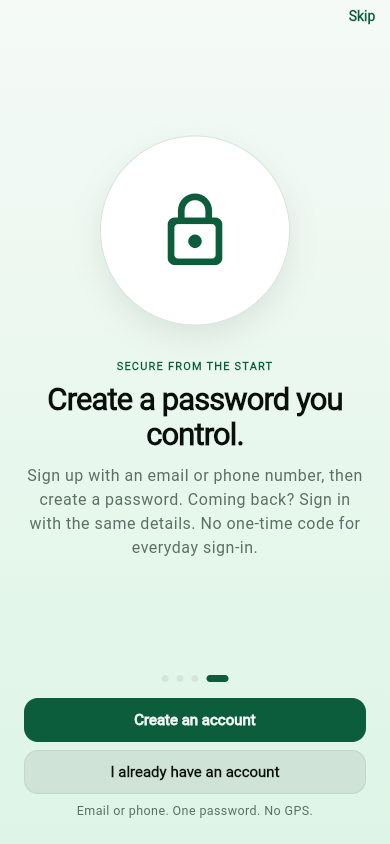 Skip
SECURE FROM THE START
Create a password you
control.
Sign up with an email or phone number, then
create a password. Coming back? Sign in
with the same details. No one-time code for
everyday sign-in.
Create an account
I already have an account
Email or phone. One password. No GPS.